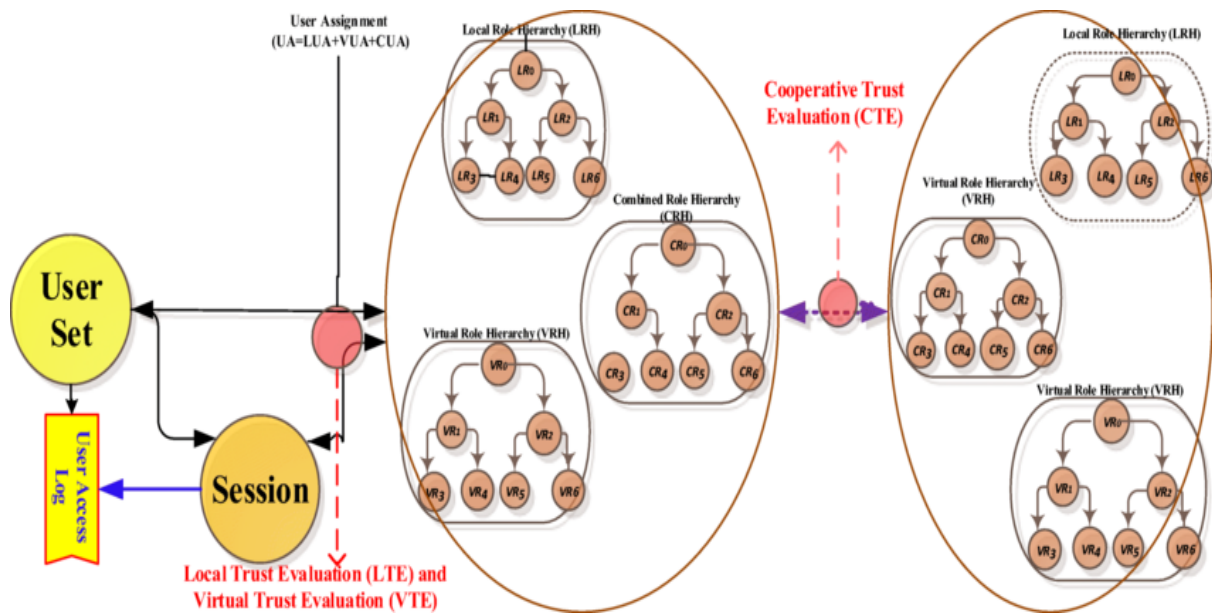 User Assignment
(UA=LUA+VUA+CUA)
Local Role Hierarchy (LRH)
LR0
LR1
LR2
LR3
LR4
LR5
LR6
Combined Role Hierarchy
(CRH)
CR0
CR1
CR2
CR3
CR4
CR5
CR6
Virtual Role Hierarchy (VRH)
VR0
VR1
VR2
VR3
VR4
VR5
VR6
User
Set
Session
User Access
Log
Local Trust Evaluation (LTE) and
Virtual Trust Evaluation (VTE)
Cooperative Trust
Evaluation (CTE)
Local Role Hierarchy (LRH)
LR0
LR1
LR2
LR3
LR4
LR5
LR6
Virtual Role Hierarchy
(VRH)
CR0
CR1
CR2
CR3
CR4
CR5
CR6
Virtual Role Hierarchy (VRH)
VR0
VR1
VR2
VR3
VR4
VR5
VR6